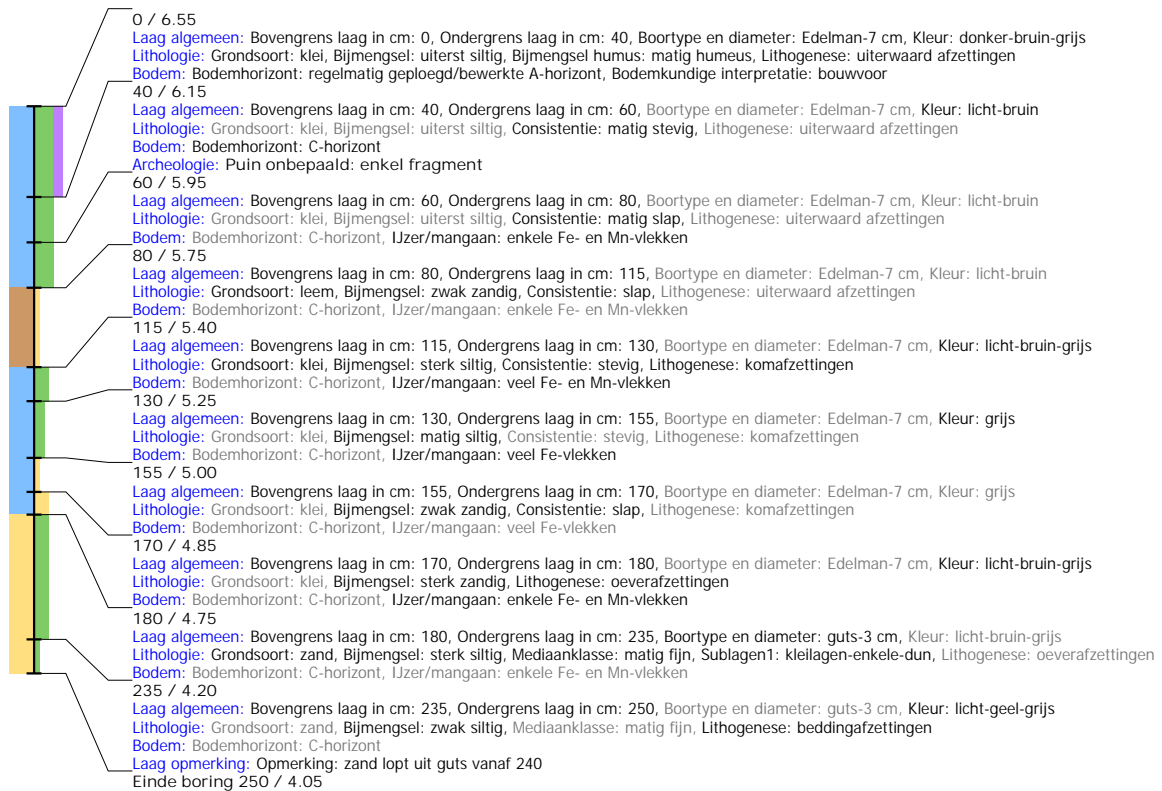 0 / 6.55
Laag algemeen: Bovengrens laag in cm: 0, Ondergrens laag in cm: 40, Boortype en diameter: Edelman-7 cm, Kleur: donker-bruin-grijs
Lithologie: Grondsoort: klei, Bijmengsel: uiterst siltig, Bijmengsel humus: matig humeus, Lithogenese: uiterwaard afzettingen
Bodem: Bodemhorizont: regelmatig geploegd/bewerkte A-horizont, Bodemkundige interpretatie: bouwvoor
40 / 6.15
Laag algemeen: Bovengrens laag in cm: 40, Ondergrens laag in cm: 60, Boortype en diameter: Edelman-7 cm, Kleur: licht-bruin
Lithologie: Grondsoort: klei, Bijmengsel: uiterst siltig, Consistentie: matig stevig, Lithogenese: uiterwaard afzettingen
Bodem: Bodemhorizont: C-horizont
Archeologie: Puin onbepaald: enkel fragment
60 / 5.95
Laag algemeen: Bovengrens laag in cm: 60, Ondergrens laag in cm: 80, Boortype en diameter: Edelman-7 cm, Kleur: licht-bruin
Lithologie: Grondsoort: klei, Bijmengsel: uiterst siltig, Consistentie: matig slap, Lithogenese: uiterwaard afzettingen
Bodem: Bodemhorizont: C-horizont, IJzer/mangaan: enkele Fe- en Mn-vlekken
80 / 5.75
Laag algemeen: Bovengrens laag in cm: 80, Ondergrens laag in cm: 115, Boortype en diameter: Edelman-7 cm, Kleur: licht-bruin
Lithologie: Grondsoort: leem, Bijmengsel: zwak zandig, Consistentie: slap, Lithogenese: uiterwaard afzettingen
Bodem: Bodemhorizont: C-horizont, IJzer/mangaan: enkele Fe- en Mn-vlekken
115 / 5.40
Laag algemeen: Bovengrens laag in cm: 115, Ondergrens laag in cm: 130, Boortype en diameter: Edelman-7 cm, Kleur: licht-bruin-grijs
Lithologie: Grondsoort: klei, Bijmengsel: sterk siltig, Consistentie: stevig, Lithogenese: komafzettingen
Bodem: Bodemhorizont: C-horizont, IJzer/mangaan: veel Fe- en Mn-vlekken
130 / 5.25
Laag algemeen: Bovengrens laag in cm: 130, Ondergrens laag in cm: 155, Boortype en diameter: Edelman-7 cm, Kleur: grijs
Lithologie: Grondsoort: klei, Bijmengsel: matig siltig, Consistentie: stevig, Lithogenese: komafzettingen
Bodem: Bodemhorizont: C-horizont, IJzer/mangaan: veel Fe-vlekken
155 / 5.00
Laag algemeen: Bovengrens laag in cm: 155, Ondergrens laag in cm: 170, Boortype en diameter: Edelman-7 cm, Kleur: grijs
Lithologie: Grondsoort: klei, Bijmengsel: zwak zandig, Consistentie: slap, Lithogenese: komafzettingen
Bodem: Bodemhorizont: C-horizont, IJzer/mangaan: veel Fe-vlekken
170 / 4.85
Laag algemeen: Bovengrens laag in cm: 170, Ondergrens laag in cm: 180, Boortype en diameter: Edelman-7 cm, Kleur: licht-bruin-grijs
Lithologie: Grondsoort: klei, Bijmengsel: sterk zandig, Lithogenese: oeverafzettingen
Bodem: Bodemhorizont: C-horizont, IJzer/mangaan: enkele Fe- en Mn-vlekken
180 / 4.75
Laag algemeen: Bovengrens laag in cm: 180, Ondergrens laag in cm: 235, Boortype en diameter: guts-3 cm, Kleur: licht-bruin-grijs
Lithologie: Grondsoort: zand, Bijmengsel: sterk siltig, Mediaanklasse: matig fijn, Sublagen1: kleilagen-enkele-dun, Lithogenese: oeverafzettingen
Bodem: Bodemhorizont: C-horizont, IJzer/mangaan: enkele Fe- en Mn-vlekken
235 / 4.20
Laag algemeen: Bovengrens laag in cm: 235, Ondergrens laag in cm: 250, Boortype en diameter: guts-3 cm, Kleur: licht-geel-grijs
Lithologie: Grondsoort: zand, Bijmengsel: zwak siltig, Mediaanklasse: matig fijn, Lithogenese: beddingafzettingen
Bodem: Bodemhorizont: C-horizont
Laag opmerking: Opmerking: zand lopt uit guts vanaf 240
Einde boring 250 / 4.05